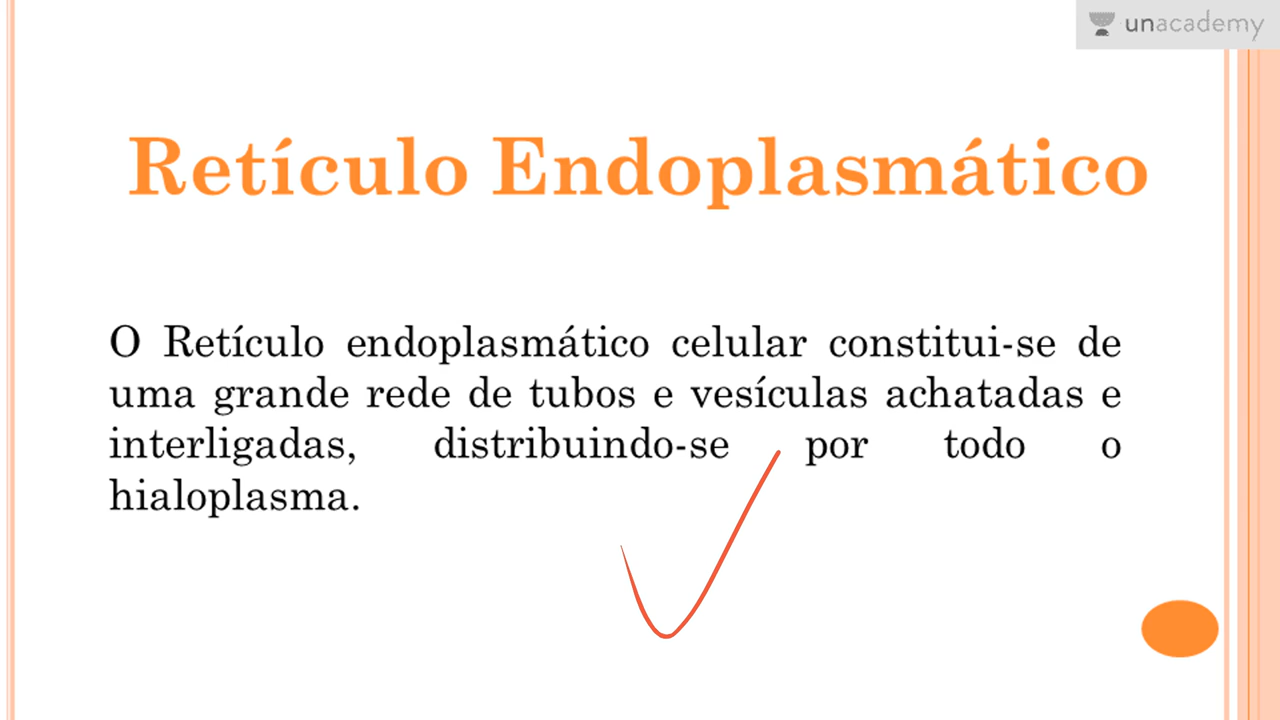 unacademy
Retículo Endoplasmático
O Retículo endoplasmático celular constitui-se de
uma grande rede de tubos e vesículas achatadas e
interligadas, distribuindo-se por todo o
hialoplasma.